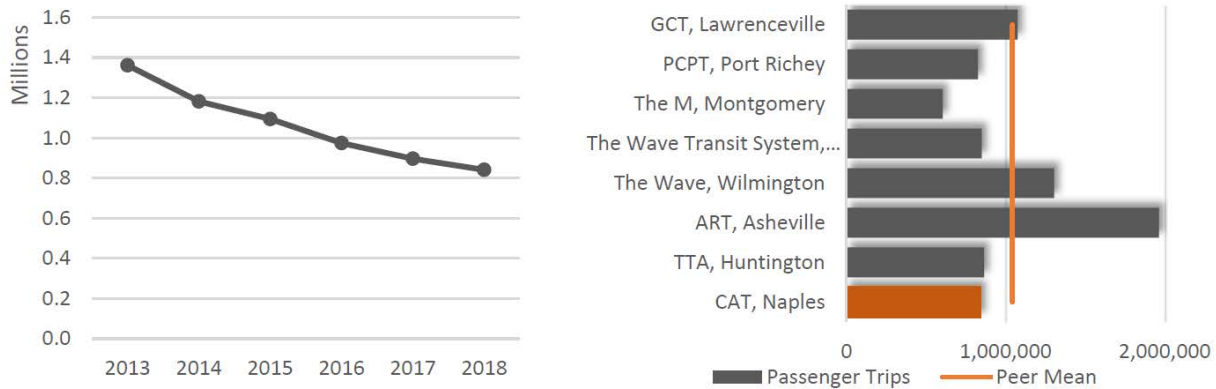 Millions
1.6
1.4
1.2
1.0
0.8
0.6
0.4
0.2
0.0
2013 2014 2015 2016 2017 2018
GCT, Lawrenceville
PCPT, Port Richey
The M, Montgomery
The Wave Transit System,...
The Wave, Wilmington
ART, Asheville
TTA, Huntington
CAT, Naples
0 1,000,000 2,000,000
Passenger Trips Peer Mean